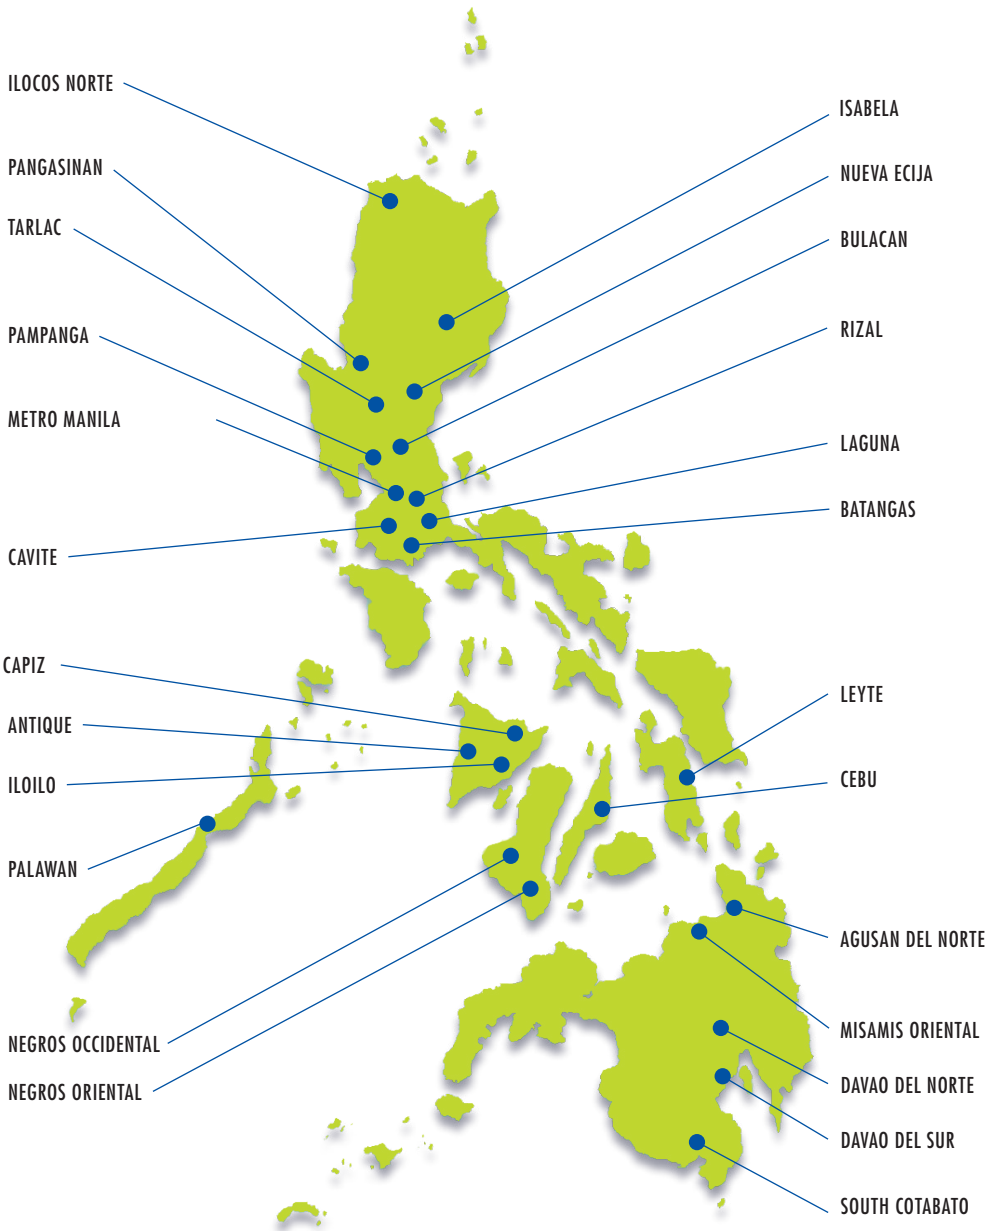 ILOCOS NORTE
PANGASINAN
TARLAC
PAMPANGA
METRO MANILA
CAVITE
CAPIZ
ANTIQUE
ILOILO
PALAWAN
NEGROS OCCIDENTAL
NEGROS ORIENTAL
ISABELA
NUEVA ECIJA
BULACAN
RIZAL
LAGUNA
BATANGAS
LEYTE
CEBU
AGUSAN DEL NORTE
MISAMIS ORIENTAL
DAVAO DEL NORTE
DAVAO DEL SUR
SOUTH COTABATO